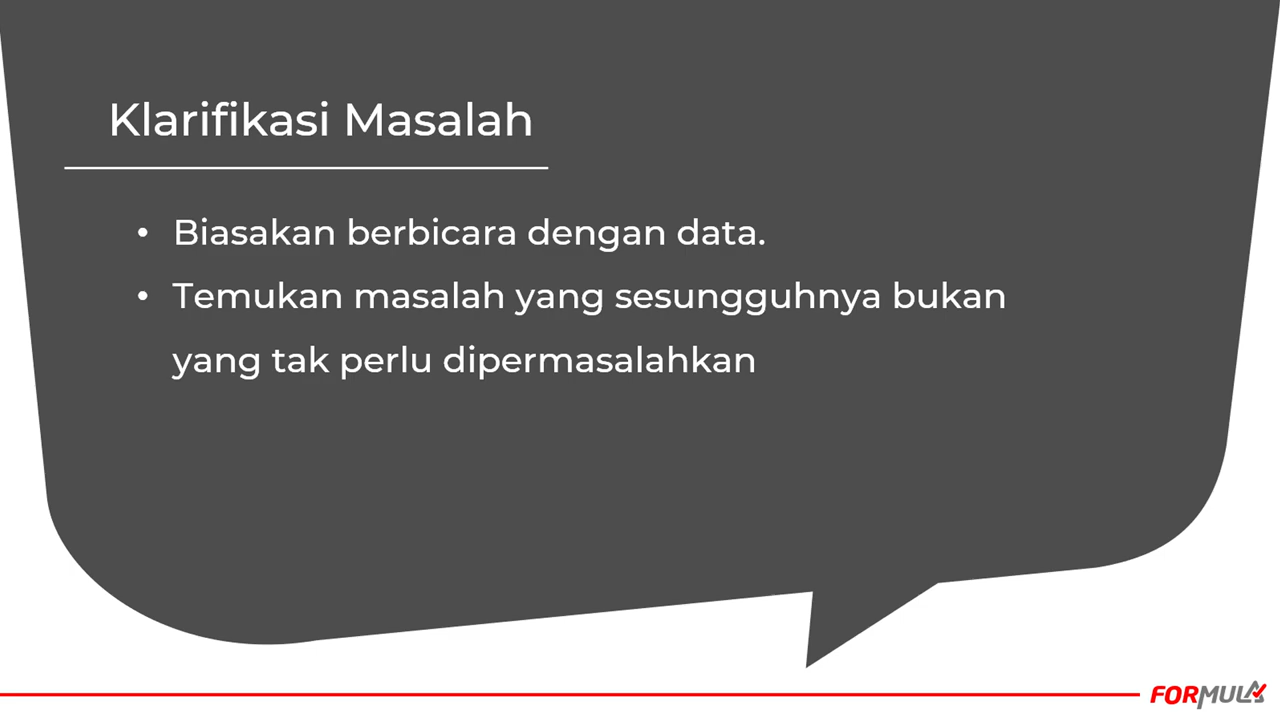 Klarifikasi Masalah
• Biasakan berbicara dengan data.
• Temukan masalah yang sesungguhnya bukan
yang tak perlu dipermasalahkan
FORMULA